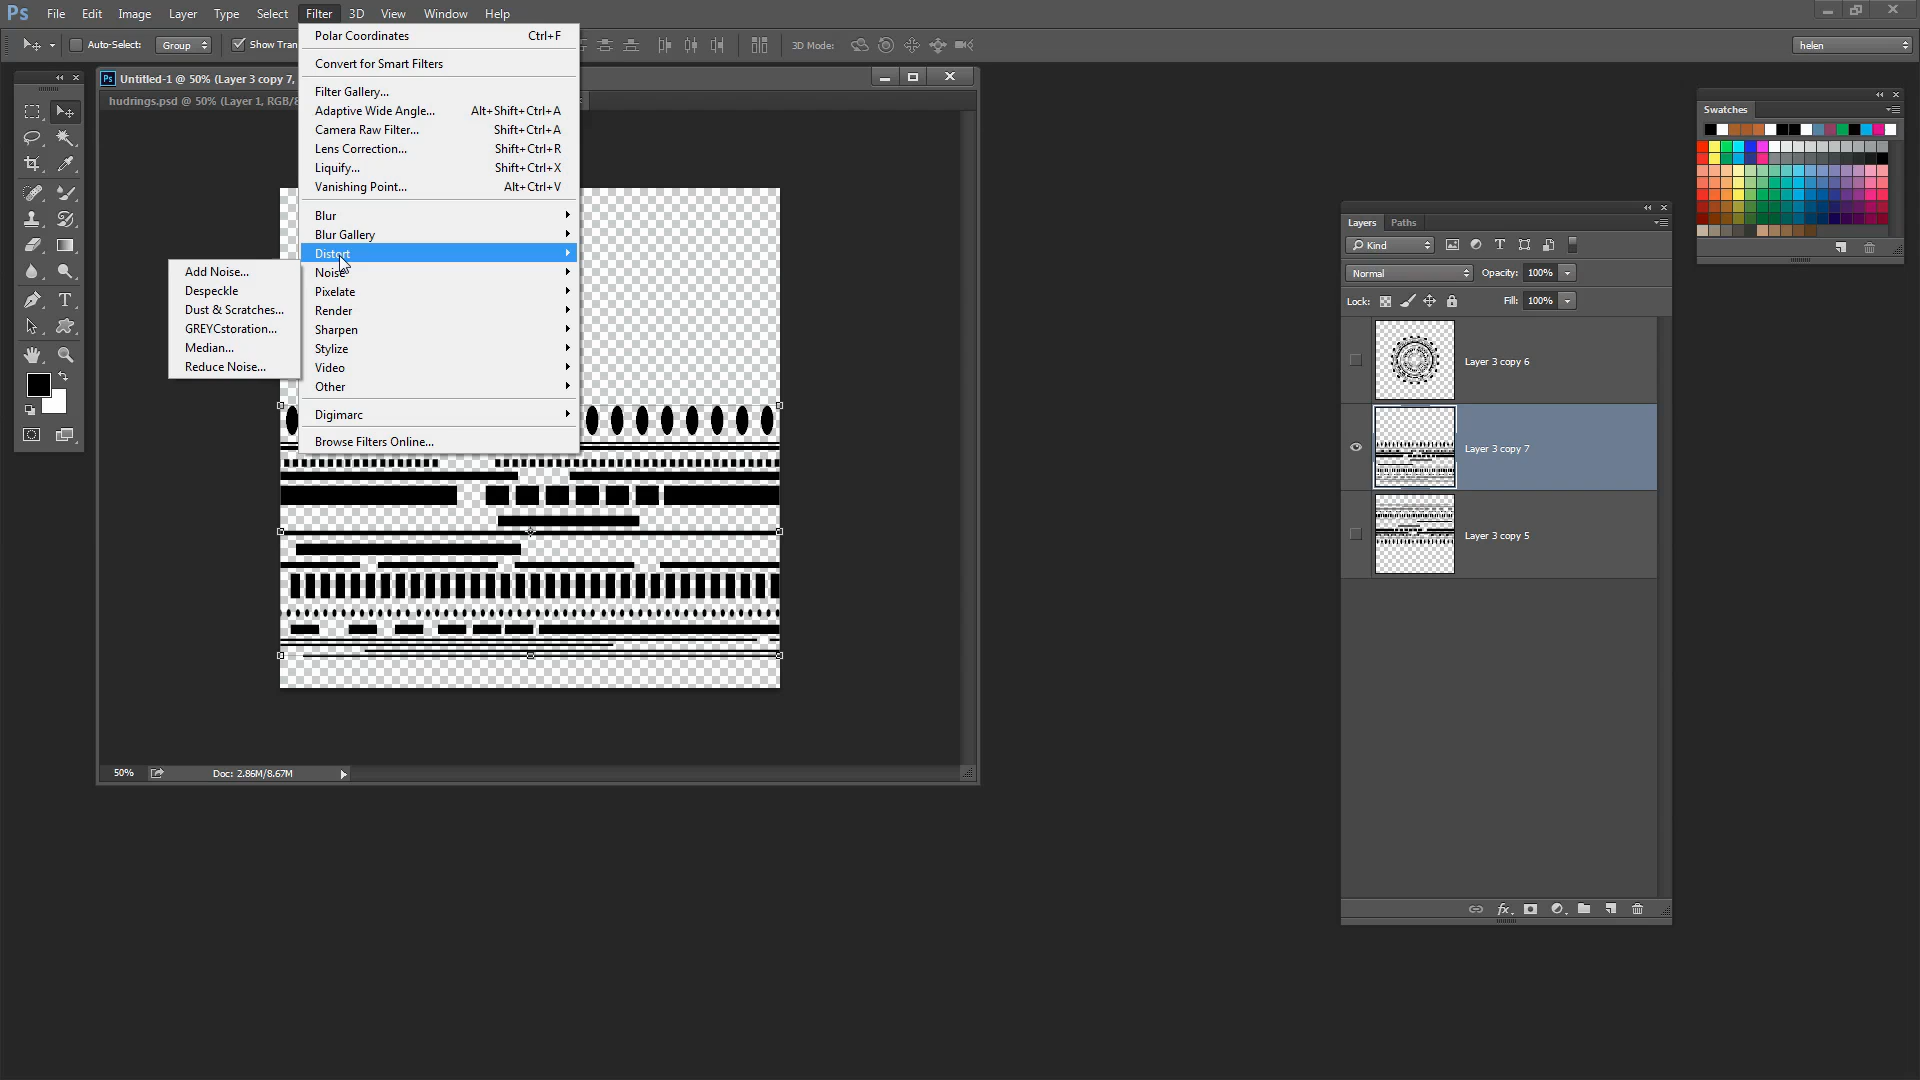 Ps File Edit Image Layer Type Select Filter 3D View Window Help
Auto-Select: Group Show Tran 3D Mode: helen
Polar Coordinates Ctrl+F
Convert for Smart Filters
Filter Gallery...
Adaptive Wide Angle... Alt+Shift+Ctrl+A
Camera Raw Filter... Shift+Ctrl+A
Lens Correction... Shift+Ctrl+R
Liquify... Shift+Ctrl+X
Vanishing Point... Alt+Ctrl+V
Blur
Blur Gallery
Distort
Noise
Pixelate
Render
Sharpen
Stylize
Video
Other
Digimarc
Browse Filters Online...
Add Noise...
Despeckle
Dust & Scratches...
GREYCstoration...
Median...
Reduce Noise...
Ps Untitled-1 @ 50% (Layer 3 copy 7,
hudrings.psd @ 50% (Layer 1, RGB/8
50% Doc: 2.86M/8.67M
Swatches
Layers Paths
Kind
Normal Opacity: 100%
Lock: Fill: 100%
Layer 3 copy 6
Layer 3 copy 7
Layer 3 copy 5
fx